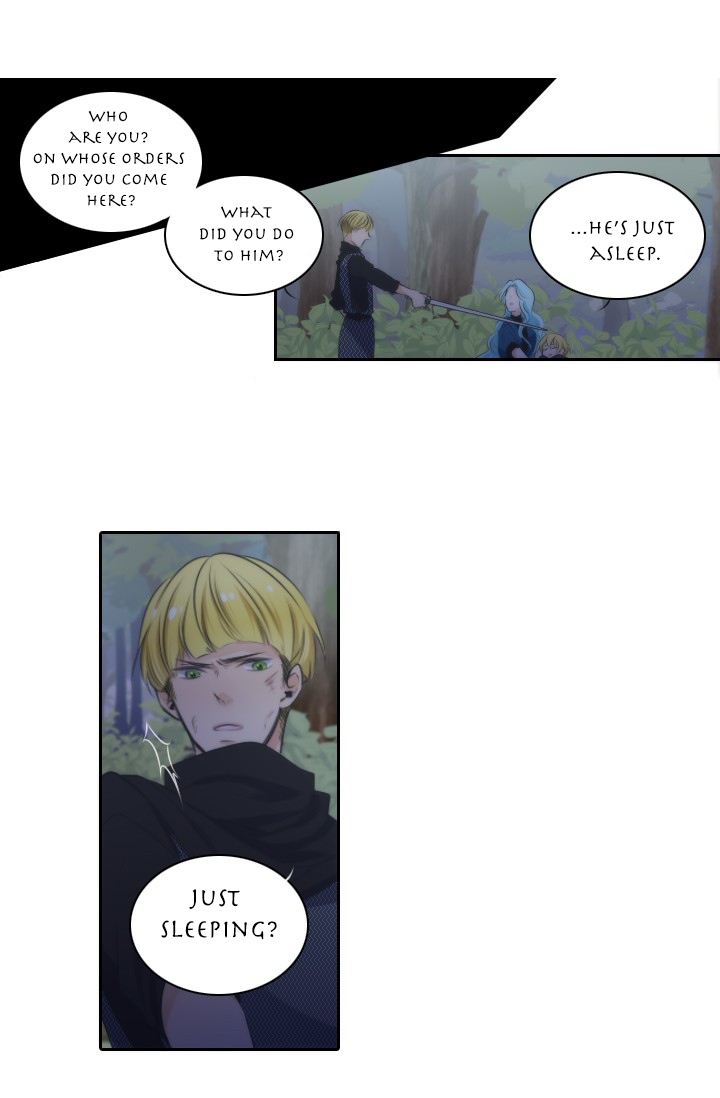 WHO
ARE YOU?
ON WHOSE ORDERS
DID YOU COME
HERE?
WHAT
DID YOU DO
TO HIM?
...HE'S JUST
ASLEEP.
JUST
SLEEPING?